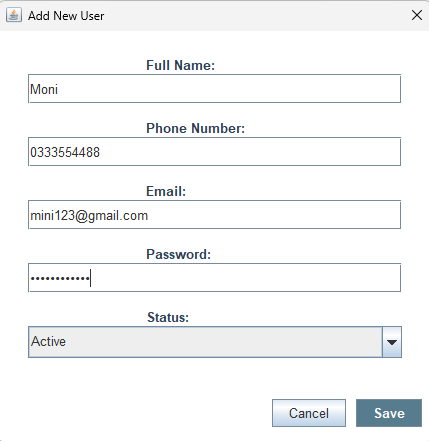 Add New User
Full Name:
Moni
Phone Number:
0333554488
Email:
mini123@gmail.com
Password:
••••••••••••
Status:
Active
Cancel Save